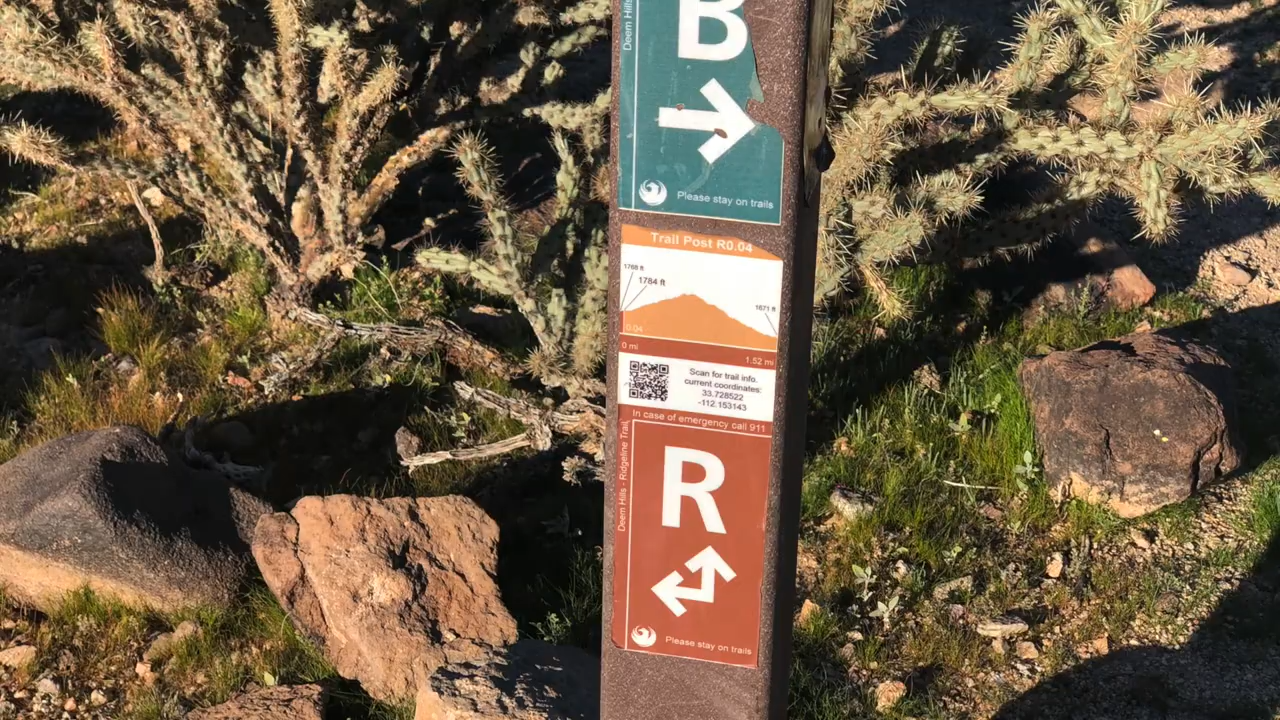 Deem Hills
B
Please stay on trails
Trail Post R0.04
1768 ft
1784 ft
1671 ft
0.04
0 mi
1.52 mi
Scan for trail info.
current coordinates:
33.728522
-112.153143
In case of emergency call 911
Deem Hills - Ridgeline Trail
R
Please stay on trails